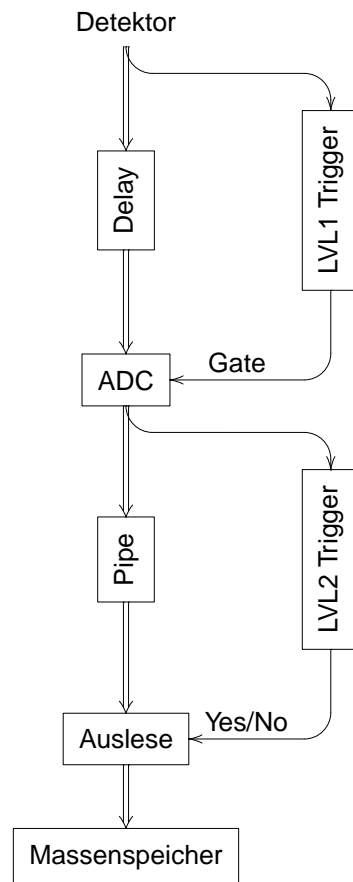 Detektor
Delay
LVL1 Trigger
Gate
ADC
Pipe
LVL2 Trigger
Yes/No
Auslese
Massenspeicher